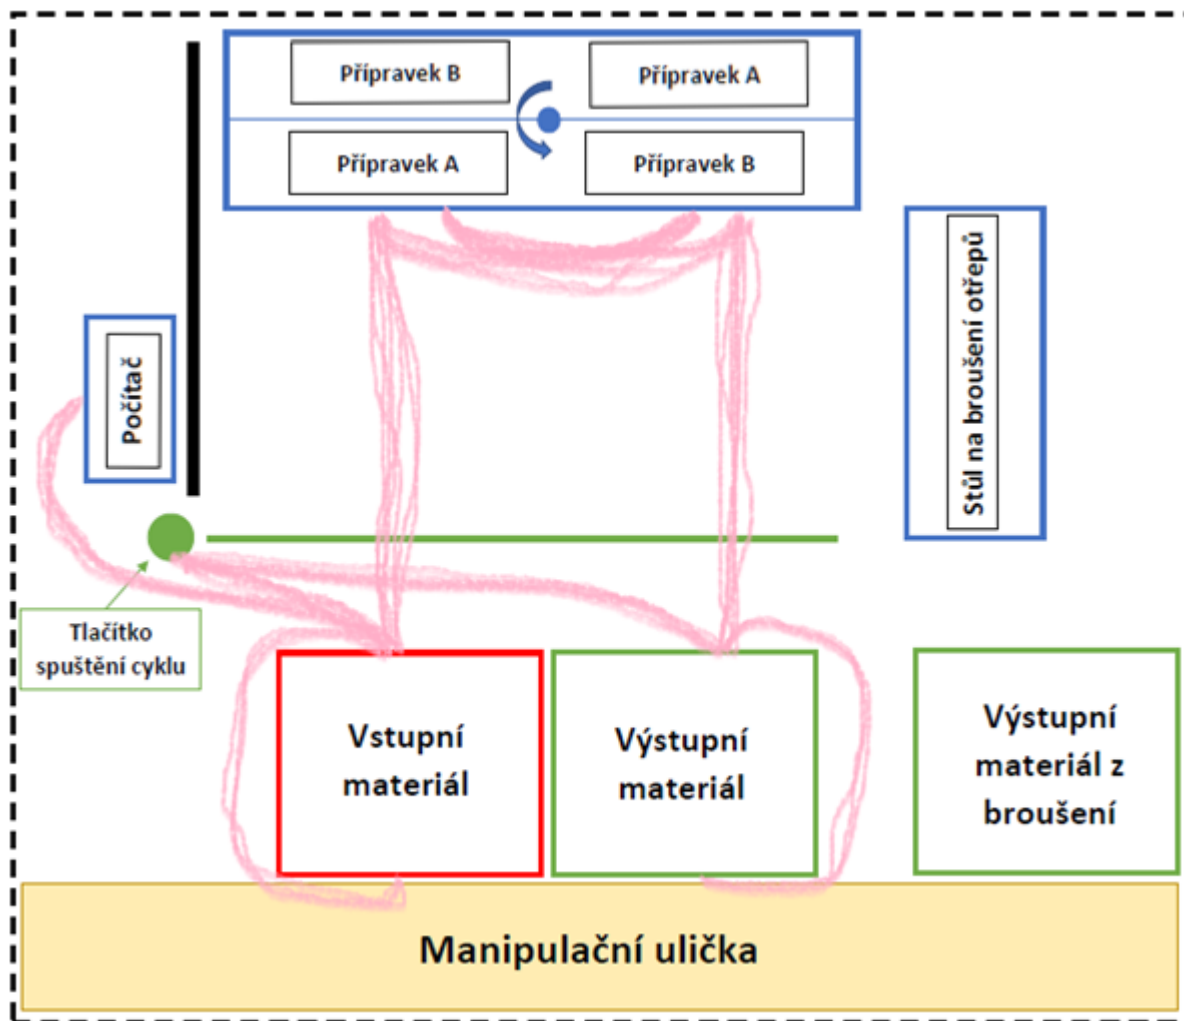 Přípravek B
Přípravek A
Přípravek A
Přípravek B
Počítač
Stůl na broušení otřepů
Tlačítko
spuštění cyklu
Vstupní
materiál
Výstupní
materiál
Výstupní
materiál z
broušení
Manipulační ulička